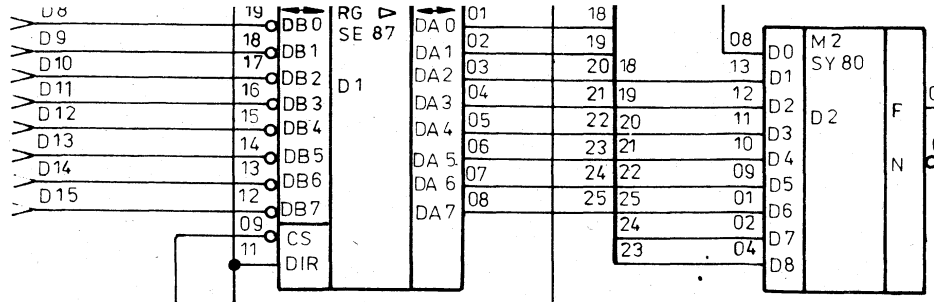 D8 19 DB0 RG SE 87 DA0 01 18
D9 18 DB1 DA1 02 19 08 D0 M2 SY80
D10 17 DB2 D1 DA2 03 20 18 13 D1
D11 16 DB3 DA3 04 21 19 12 D2 D2 F
D12 15 DB4 DA4 05 22 20 11 D3
D13 14 DB5 DA5 06 23 21 10 D4 N
D14 13 DB6 DA6 07 24 22 09 D5
D15 12 DB7 DA7 08 25 25 01 D6
09 CS 24 02 D7
11 DIR 23 04 D8